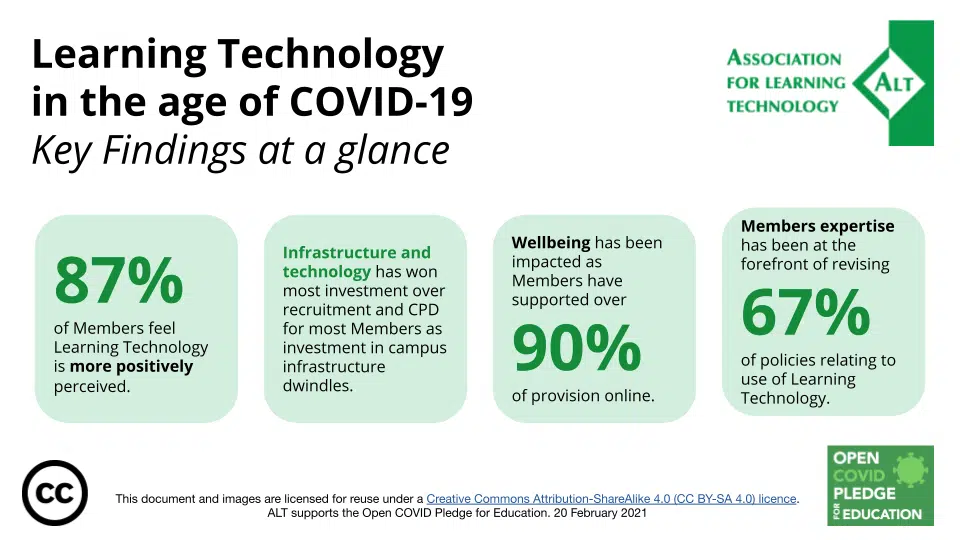 Learning Technology
in the age of COVID-19
Key Findings at a glance
ASSOCIATION
FOR LEARNING
TECHNOLOGY
ALT
87%
of Members feel
Learning Technology
is more positively
perceived.
Infrastructure and
technology has won
most investment over
recruitment and CPD
for most Members as
investment in campus
infrastructure
dwindles.
Wellbeing has been
impacted as
Members have
supported over
90%
of provision online.
Members expertise
has been at the
forefront of revising
67%
of policies relating to
use of Learning
Technology.
cc
This document and images are licensed for reuse under a Creative Commons Attribution-ShareAlike 4.0 (CC BY-SA 4.0) licence.
ALT supports the Open COVID Pledge for Education. 20 February 2021
OPEN
COVID
PLEDGE
FOR EDUCATION